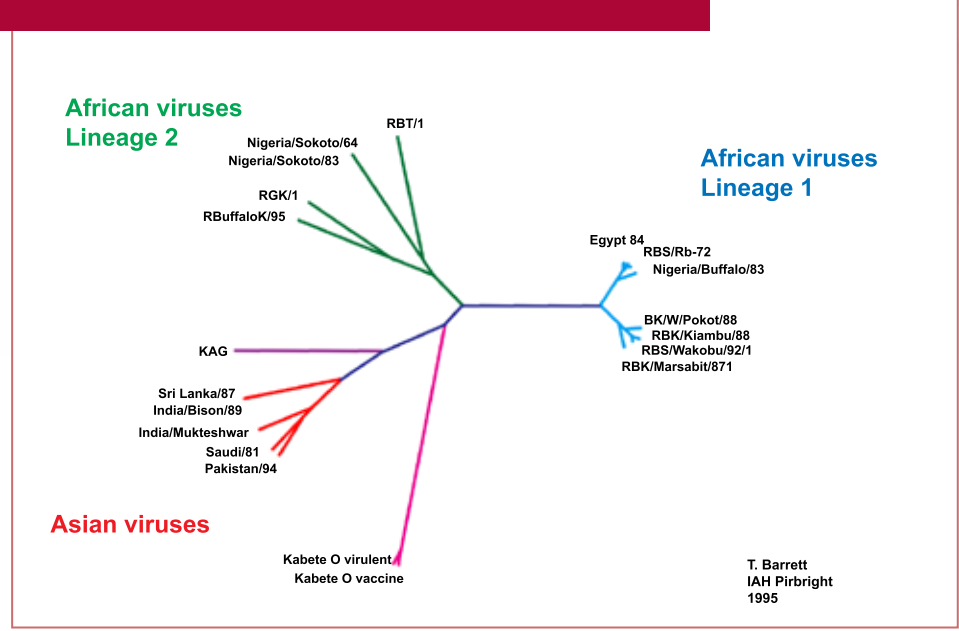 African viruses
Lineage 2
RBT/1
Nigeria/Sokoto/64
Nigeria/Sokoto/83
RGK/1
RBuffaloK/95
African viruses
Lineage 1
Egypt 84
RBS/Rb-72
Nigeria/Buffalo/83
BK/W/Pokot/88
RBK/Kiambu/88
RBS/Wakobu/92/1
RBK/Marsabit/871
KAG
Sri Lanka/87
India/Bison/89
India/Mukteshwar
Saudi/81
Pakistan/94
Asian viruses
Kabete O virulent
Kabete O vaccine
T. Barrett
IAH Pirbright
1995